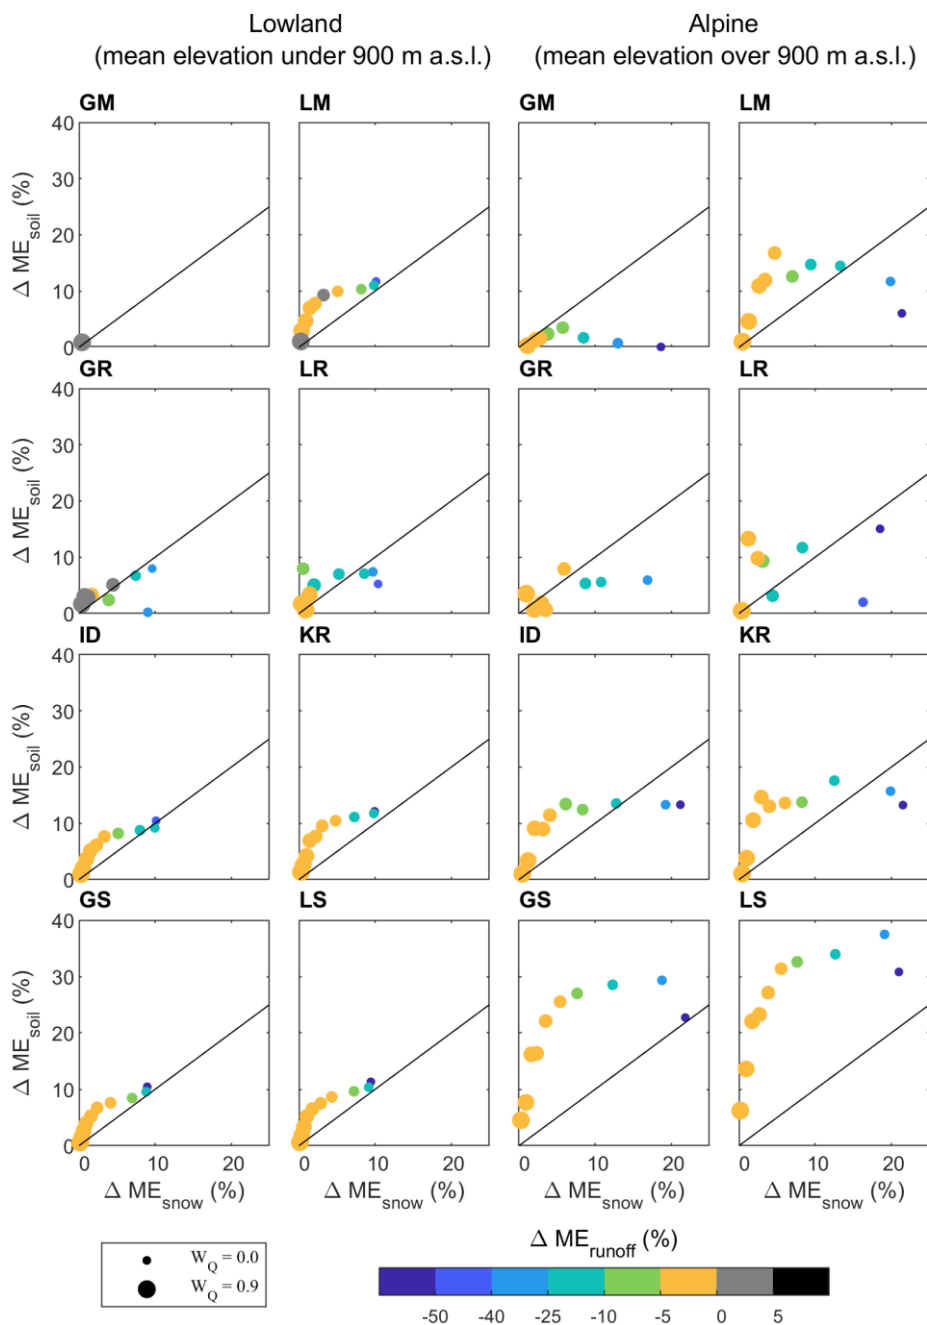 Lowland
(mean elevation under 900 m a.s.l.)
Alpine
(mean elevation over 900 m a.s.l.)
GM
LM
GM
LM
40
30
20
10
0
Δ ME_soil (%)
GR
LR
GR
LR
40
30
20
10
0
Δ ME_soil (%)
ID
KR
ID
KR
40
30
20
10
0
Δ ME_soil (%)
GS
LS
GS
LS
40
30
20
10
0
Δ ME_soil (%)
0 10 20
0 10 20
0 10 20
0 10 20
Δ ME_snow (%)
Δ ME_snow (%)
Δ ME_snow (%)
Δ ME_snow (%)
W_Q = 0.0
W_Q = 0.9
Δ ME_runoff (%)
-50 -40 -25 -10 -5 0 5